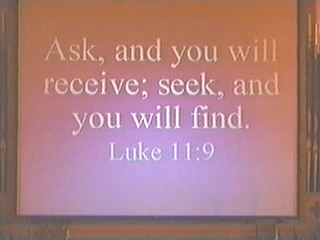 Ask, and you will
receive; seek, and
you will find.
Luke 11:9